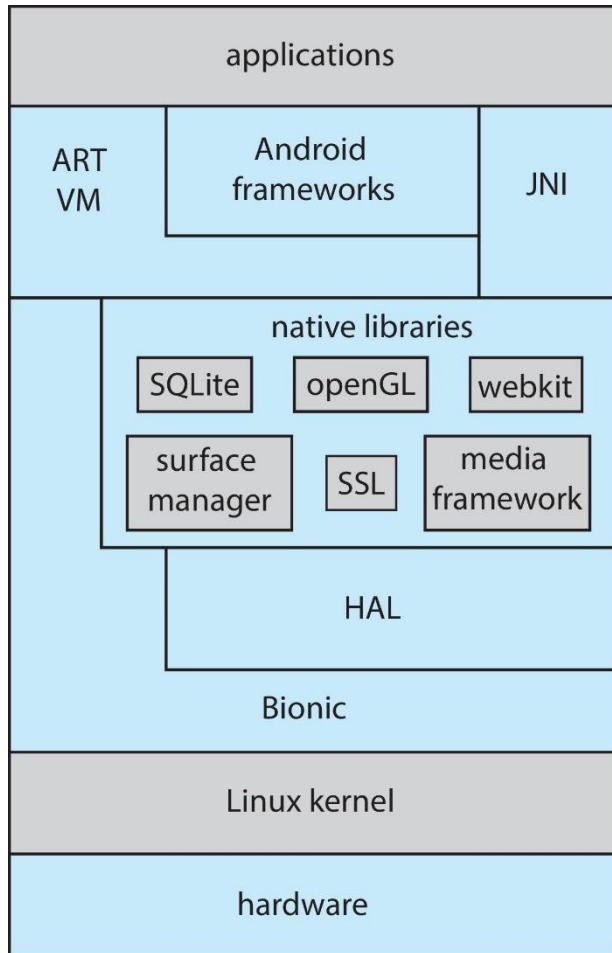 applications
ART
VM
Android
frameworks
JNI
native libraries
SQLite
openGL
webkit
surface
manager
SSL
media
framework
HAL
Bionic
Linux kernel
hardware